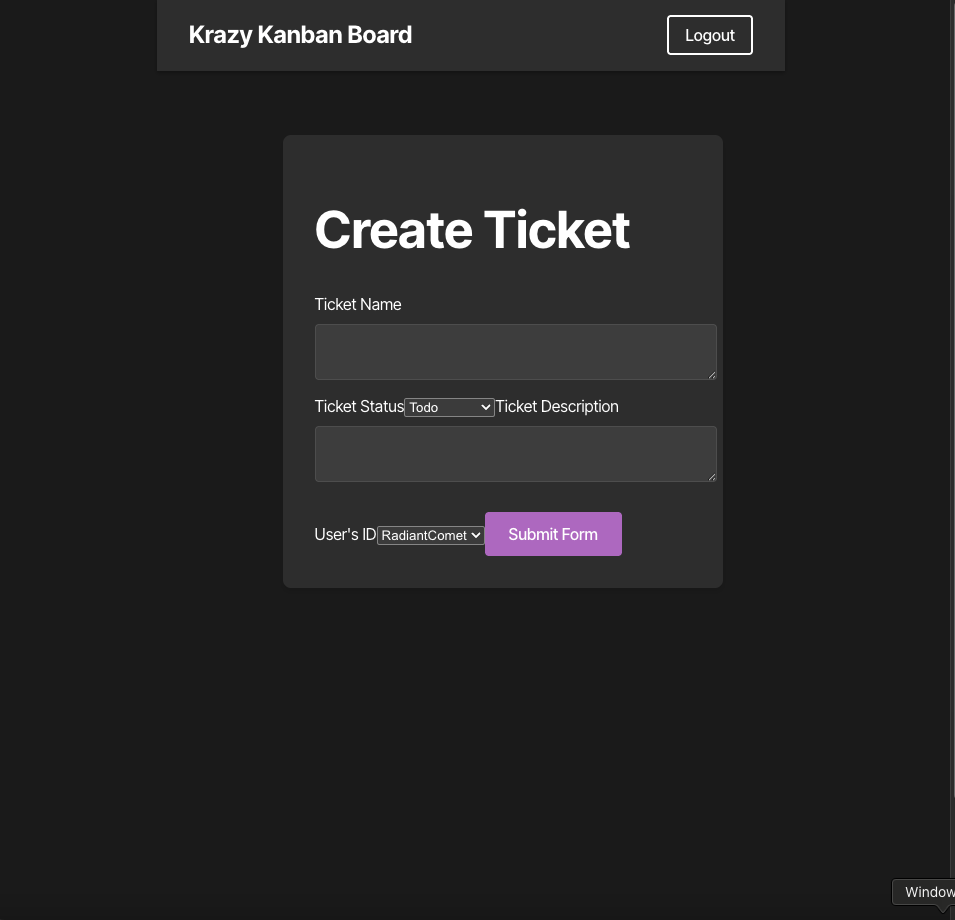 Krazy Kanban Board
Logout
Create Ticket
Ticket Name
Ticket Status Todo Ticket Description
User's ID RadiantComet Submit Form
Window